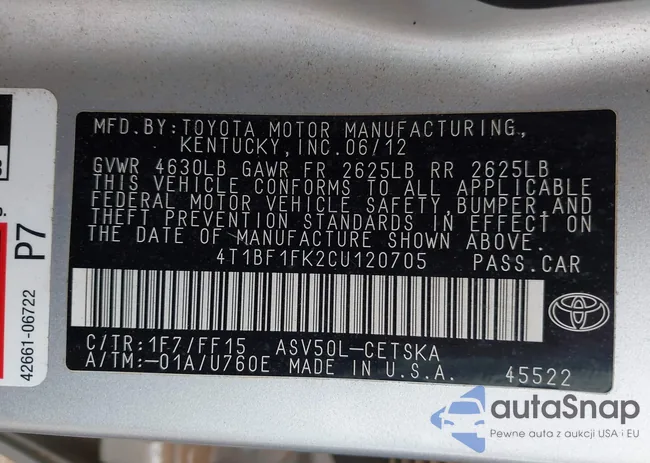 MFD.BY:TOYOTA MOTOR MANUFACTURING,
KENTUCKY,INC.06/12
GVWR 4630LB GAWR FR 2625LB RR 2625LB
THIS VEHICLE CONFORMS TO ALL APPLICABLE
FEDERAL MOTOR VEHICLE SAFETY,BUMPER,AND
THEFT PREVENTION STANDARDS IN EFFECT ON
THE DATE OF MANUFACTURE SHOWN ABOVE.
4T1BF1FK2CU120705 PASS.CAR
C/TR:1F7/FF15 ASV50L-CETSKA
A/TM:-01A/U760E MADE IN U.S.A. 45522
P7
42661-06722
autaSnap
Pewne auta z aukcji USA i EU